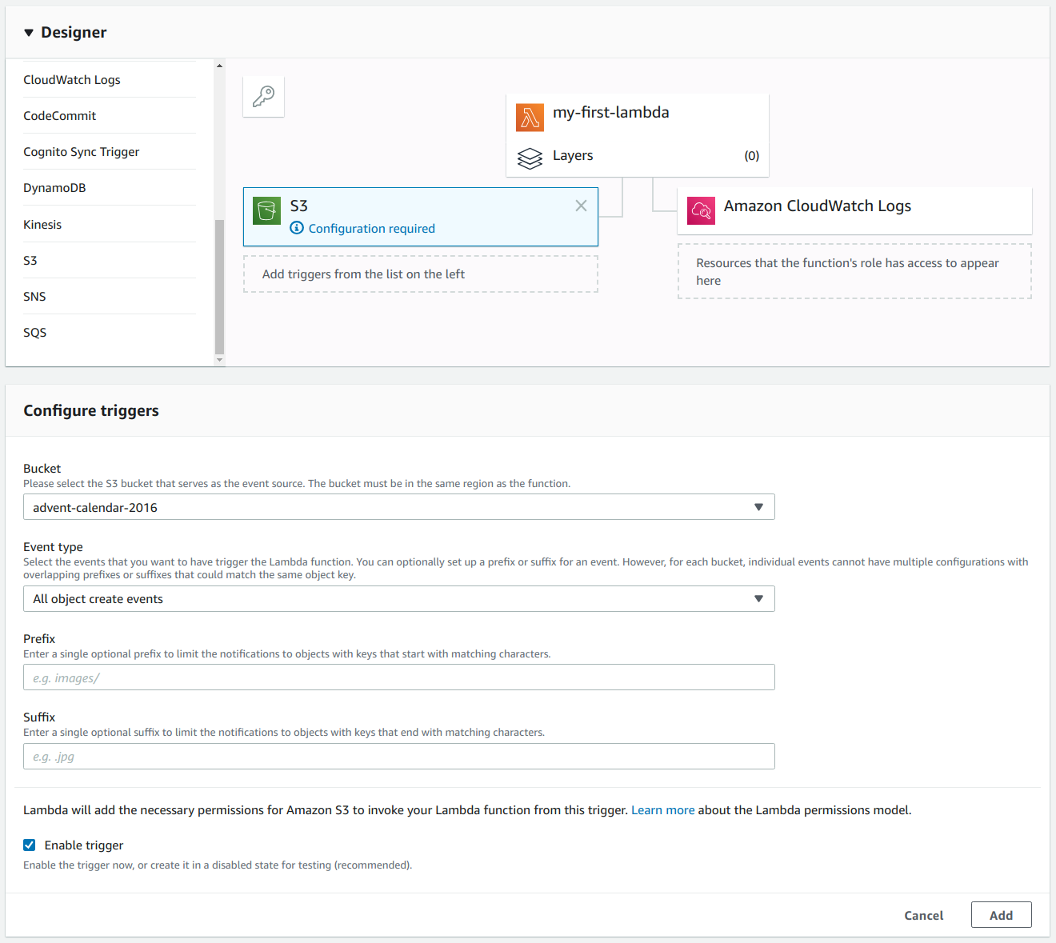 Designer
CloudWatch Logs
CodeCommit
Cognito Sync Trigger
DynamoDB
Kinesis
S3
SNS
SQS
my-first-lambda
Layers (0)
S3
Configuration required
Add triggers from the list on the left
Amazon CloudWatch Logs
Resources that the function's role has access to appear
here
Configure triggers
Bucket
Please select the S3 bucket that serves as the event source. The bucket must be in the same region as the function.
advent-calendar-2016
Event type
Select the events that you want to have trigger the Lambda function. You can optionally set up a prefix or suffix for an event. However, for each bucket, individual events cannot have multiple configurations with
overlapping prefixes or suffixes that could match the same object key.
All object create events
Prefix
Enter a single optional prefix to limit the notifications to objects with keys that start with matching characters.
e.g. images/
Suffix
Enter a single optional suffix to limit the notifications to objects with keys that end with matching characters.
e.g. .jpg
Lambda will add the necessary permissions for Amazon S3 to invoke your Lambda function from this trigger. Learn more about the Lambda permissions model.
Enable trigger
Enable the trigger now, or create it in a disabled state for testing (recommended).
Cancel Add